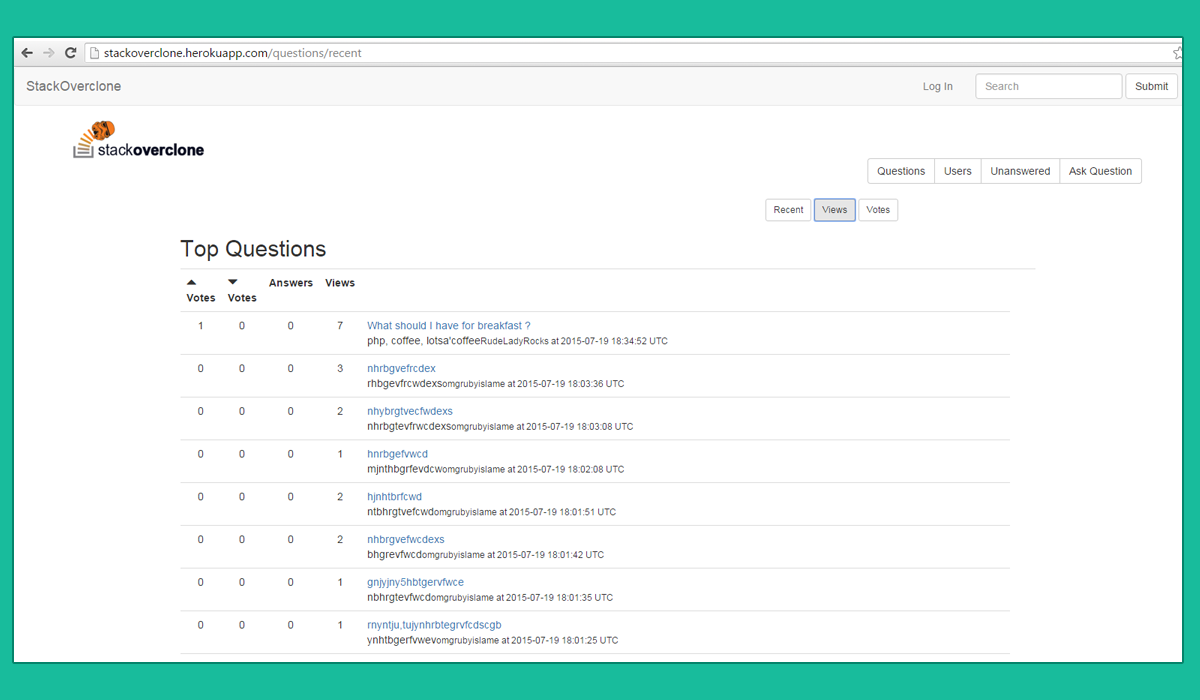 stackoverclone.herokuapp.com/questions/recent
StackOverclone
Log In
Search
Submit
stackoverclone
Questions Users Unanswered Ask Question
Recent Views Votes
Top Questions
▲ Votes ▼ Votes Answers Views
1 0 0 7 What should I have for breakfast ?
php, coffee, lotsa'coffeeRudeLadyRocks at 2015-07-19 18:34:52 UTC
0 0 0 3 nhrbgvefrcdex
rhbgevfrcwdexsomgrubyislame at 2015-07-19 18:03:36 UTC
0 0 0 2 nhybrgtvecfwdexs
nhrbgtevfrwcdexsomgrubyislame at 2015-07-19 18:03:08 UTC
0 0 0 1 hnrbgefvwcd
mjnthbgrfevdcwomgrubyislame at 2015-07-19 18:02:08 UTC
0 0 0 2 hjnhtbrfcwd
ntbhrgtvefcwdomgrubyislame at 2015-07-19 18:01:51 UTC
0 0 0 2 nhbrgvefwcdexs
bhgrevfwcdomgrubyislame at 2015-07-19 18:01:42 UTC
0 0 0 1 gnjyjny5hbtgervfwce
nbhrgtevfwcdomgrubyislame at 2015-07-19 18:01:35 UTC
0 0 0 1 rnyntju,tujynhrbtegrvfcdscgb
ynhtbgerfvwevomgrubyislame at 2015-07-19 18:01:25 UTC